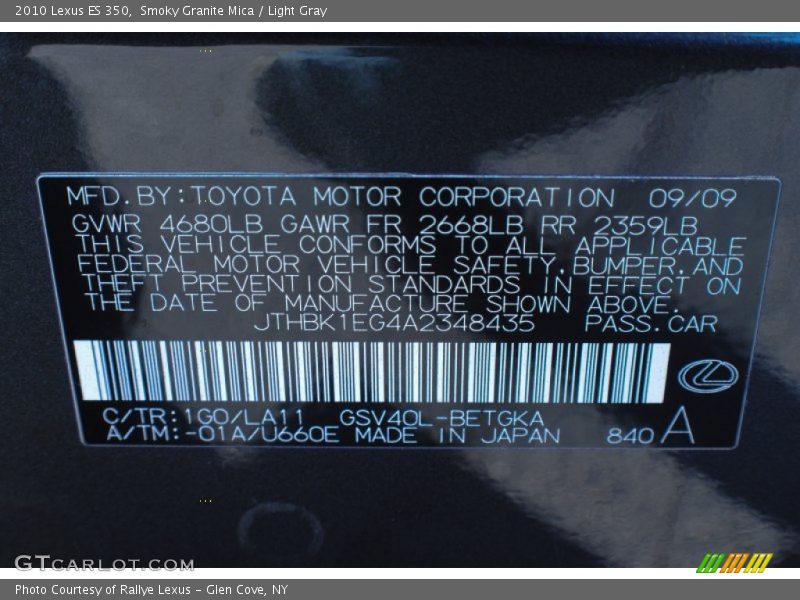 2010 Lexus ES 350,  Smoky Granite Mica / Light Gray
MFD.BY:TOYOTA MOTOR CORPORATION 09/09
GVWR 4680LB GAWR FR 2668LB RR 2359LB
THIS VEHICLE CONFORMS TO ALL APPLICABLE
FEDERAL MOTOR VEHICLE SAFETY,BUMPER,AND
THEFT PREVENTION STANDARDS IN EFFECT ON
THE DATE OF MANUFACTURE SHOWN ABOVE.
JTHBK1EG4A2348435 PASS.CAR
C/TR:1G0/LA11 GSV40L-BETGKA
A/TM:-01A/U660E MADE IN JAPAN 840 A
GTCARLOT.COM
Photo Courtesy of Rallye Lexus - Glen Cove, NY